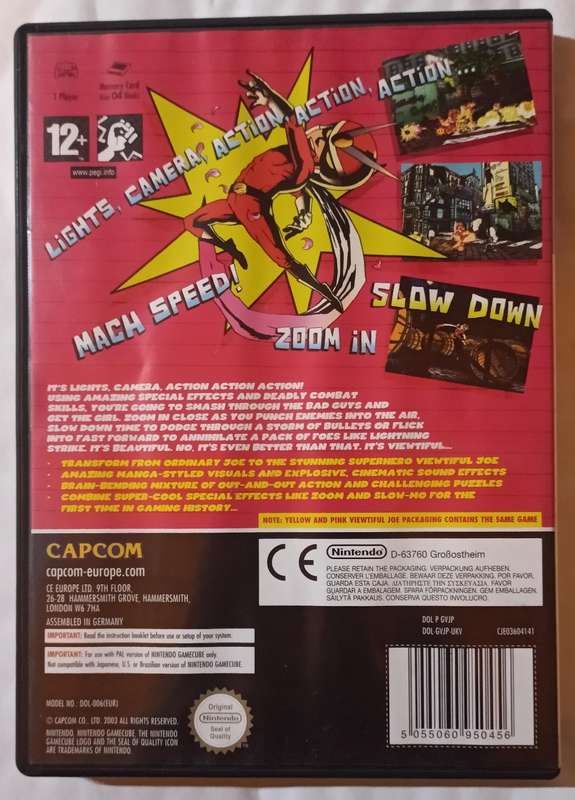 1 Player
Memory Card
Uses 04 Blocks
12+
www.pegi.info
LIGHTS, CAMERA, ACTION, ACTION, ACTION...
MACH SPEED!
ZOOM IN
SLOW DOWN
IT'S LIGHTS, CAMERA, ACTION ACTION ACTION!
USING AMAZING SPECIAL EFFECTS AND DEADLY COMBAT
SKILLS, YOU'RE GOING TO SMASH THROUGH THE BAD GUYS AND
GET THE GIRL. ZOOM IN CLOSE AS YOU PUNCH ENEMIES INTO THE AIR,
SLOW DOWN TIME TO DODGE THROUGH A STORM OF BULLETS OR FLICK
INTO FAST FORWARD TO ANNIHILATE A PACK OF FOES LIKE LIGHTNING
STRIKE. IT'S BEAUTIFUL. NO, IT'S EVEN BETTER THAN THAT. IT'S VIEWTIFUL...
- TRANSFORM FROM ORDINARY JOE TO THE STUNNING SUPERHERO VIEWTIFUL JOE
- AMAZING MANGA-STYLED VISUALS AND EXPLOSIVE, CINEMATIC SOUND EFFECTS
- BRAIN-BENDING MIXTURE OF OUT-AND-OUT ACTION AND CHALLENGING PUZZLES
- COMBINE SUPER-COOL SPECIAL EFFECTS LIKE ZOOM AND SLOW-MO FOR THE
FIRST TIME IN GAMING HISTORY...
NOTE: YELLOW AND PINK VIEWTIFUL JOE PACKAGING CONTAINS THE SAME GAME
CAPCOM
capcom-europe.com
CE EUROPE LTD. 9TH FLOOR,
26-28 HAMMERSMITH GROVE, HAMMERSMITH,
LONDON W6 7HA
ASSEMBLED IN GERMANY
IMPORTANT: Read the instruction booklet before use or setup of your system.
IMPORTANT: For use with PAL version of NINTENDO GAMECUBE only.
Not compatible with Japanese, U.S. or Brazilian version of NINTENDO GAMECUBE.
MODEL NO.: DOL-006(EUR)
© CAPCOM CO., LTD. 2003 ALL RIGHTS RESERVED.
NINTENDO, NINTENDO GAMECUBE, THE NINTENDO
GAMECUBE LOGO AND THE SEAL OF QUALITY ICON
ARE TRADEMARKS OF NINTENDO.
Original
Nintendo
Seal of
Quality
CE
Nintendo D-63760 Großostheim
PLEASE RETAIN THE PACKAGING. VERPACKUNG AUFHEBEN.
CONSERVER L'EMBALLAGE. BEWAAR DEZE VERPAKKING. POR FAVOR,
GUARDA ESTA CAJA. ΔΙΑΤΗΡΗΣΤΕ ΤΗΝ ΣΥΣΚΕΥΑΣΙΑ. FAVOR
GUARDAR A EMBALAGEM. SPARA FÖRPACKNINGEN. GEM EMBALLAGEN.
SÄILYTÄ PAKKAUS. CONSERVA QUESTO INVOLUCRO.
DOL P GVJP
DOL-GVJP-UKV
CJE03604141
5 055060 950456